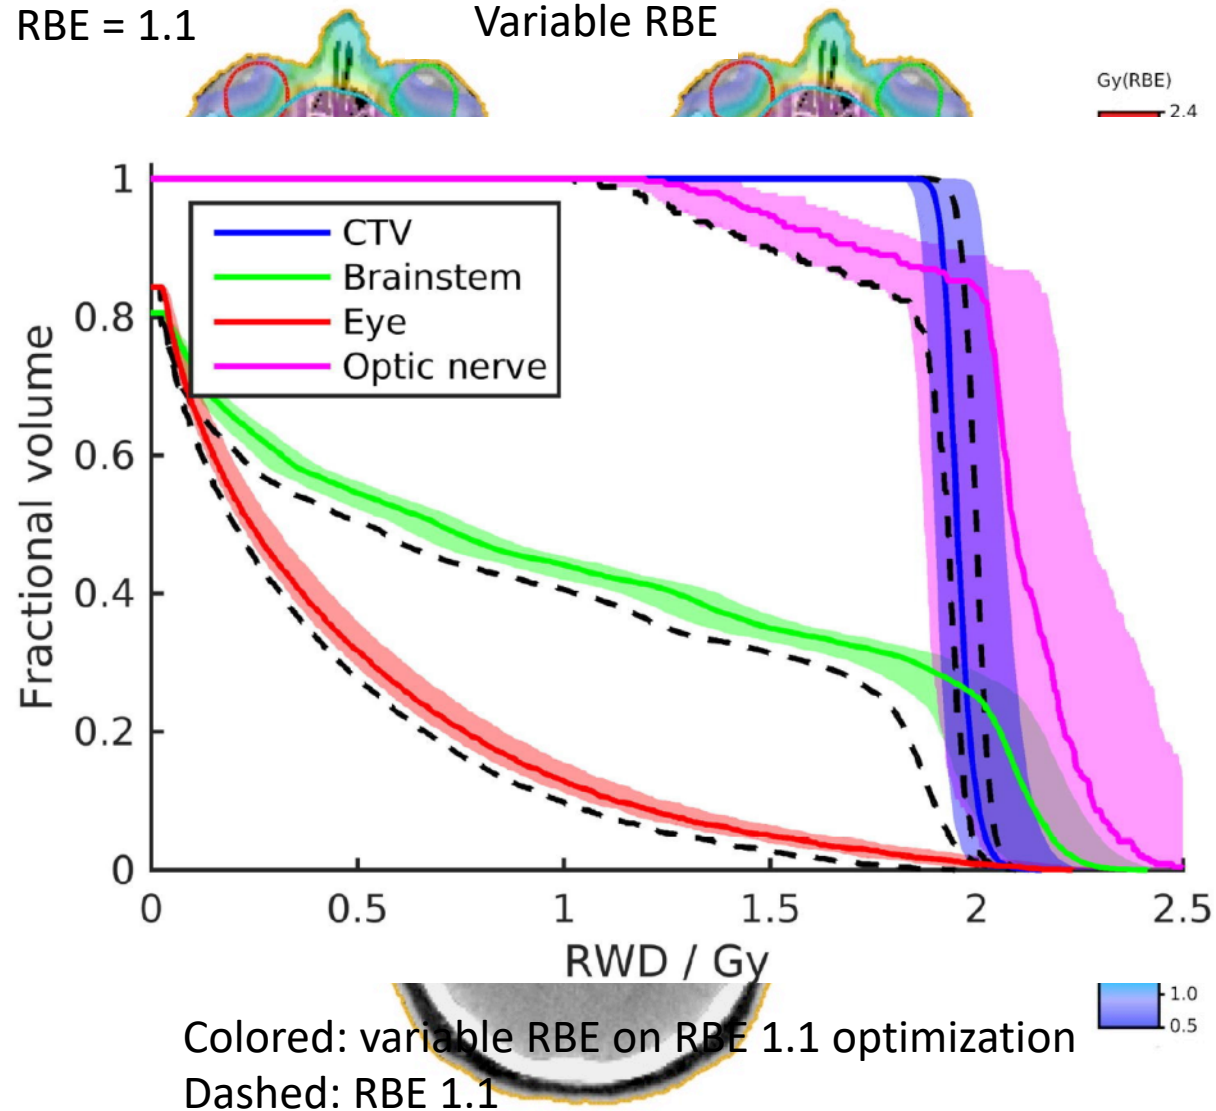 RBE = 1.1
Variable RBE
Gy(RBE)
2.4
1
0.8
0.6
0.4
0.2
0
Fractional volume
CTV
Brainstem
Eye
Optic nerve
0
0.5
1
1.5
2
2.5
RWD / Gy
1.0
0.5
Colored: variable RBE on RBE 1.1 optimization
Dashed: RBE 1.1